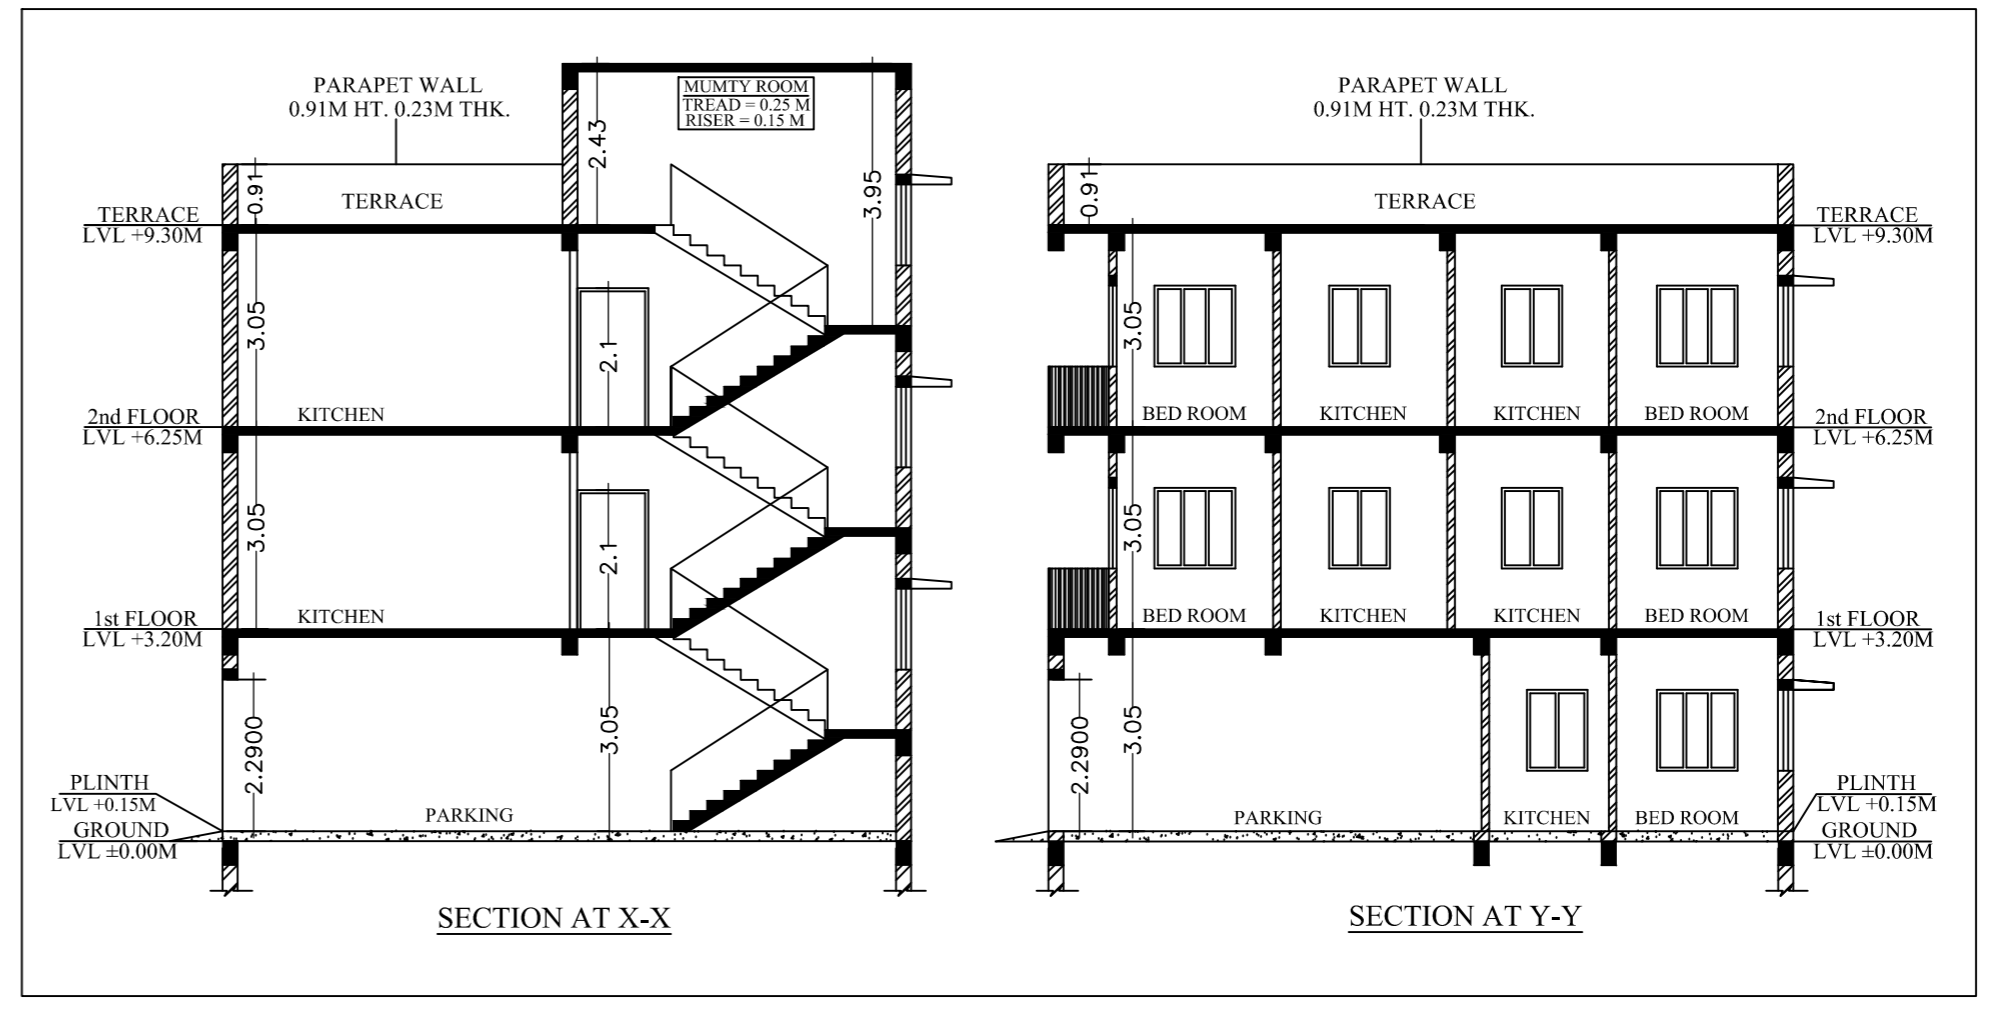 PARAPET WALL
0.91M HT. 0.23M THK.
MUMTY ROOM
TREAD = 0.25 M
RISER = 0.15 M
2.43
3.95
0.91
TERRACE
TERRACE
LVL +9.30M
3.05
2.1
KITCHEN
2nd FLOOR
LVL +6.25M
3.05
2.1
KITCHEN
1st FLOOR
LVL +3.20M
2.2900
3.05
PLINTH
LVL +0.15M
PARKING
GROUND
LVL ±0.00M
SECTION AT X-X
PARAPET WALL
0.91M HT. 0.23M THK.
0.91
TERRACE
TERRACE
LVL +9.30M
3.05
BED ROOM
KITCHEN
KITCHEN
BED ROOM
2nd FLOOR
LVL +6.25M
3.05
BED ROOM
KITCHEN
KITCHEN
BED ROOM
1st FLOOR
LVL +3.20M
2.2900
3.05
PLINTH
LVL +0.15M
PARKING
KITCHEN
BED ROOM
GROUND
LVL ±0.00M
SECTION AT Y-Y